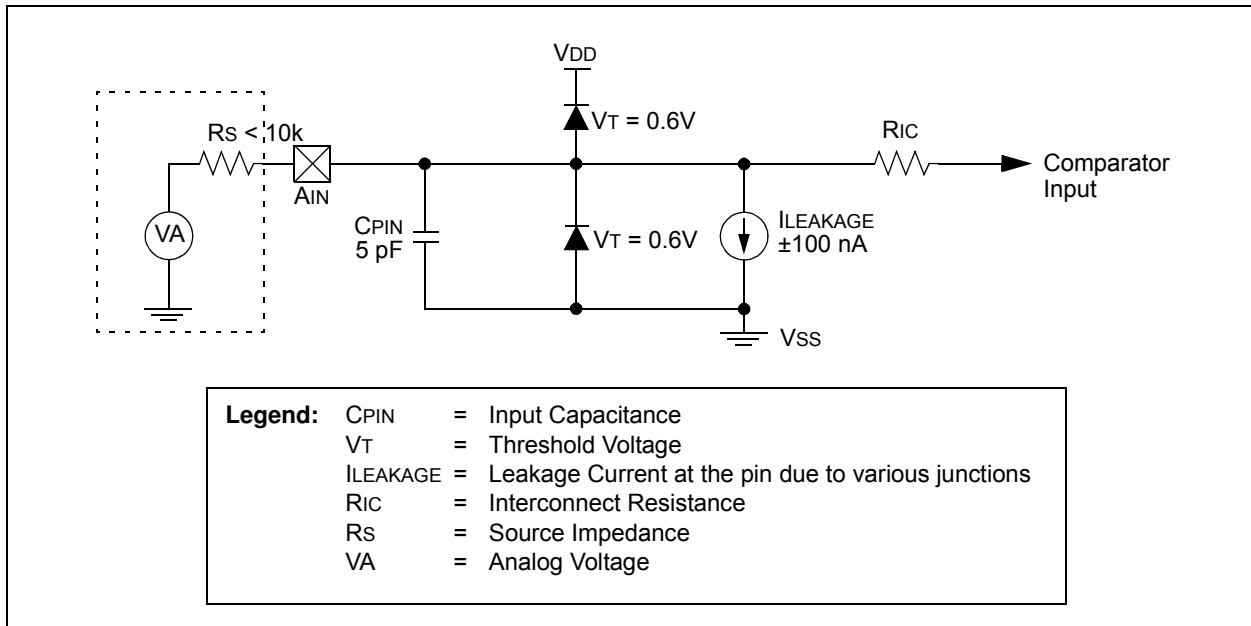 VDD
VT = 0.6V
RS < 10k
RIC
AIN
Comparator
Input
VA
CPIN
5 pF
VT = 0.6V
ILEAKAGE
±100 nA
VSS
Legend: CPIN = Input Capacitance
VT = Threshold Voltage
ILEAKAGE = Leakage Current at the pin due to various junctions
RIC = Interconnect Resistance
RS = Source Impedance
VA = Analog Voltage